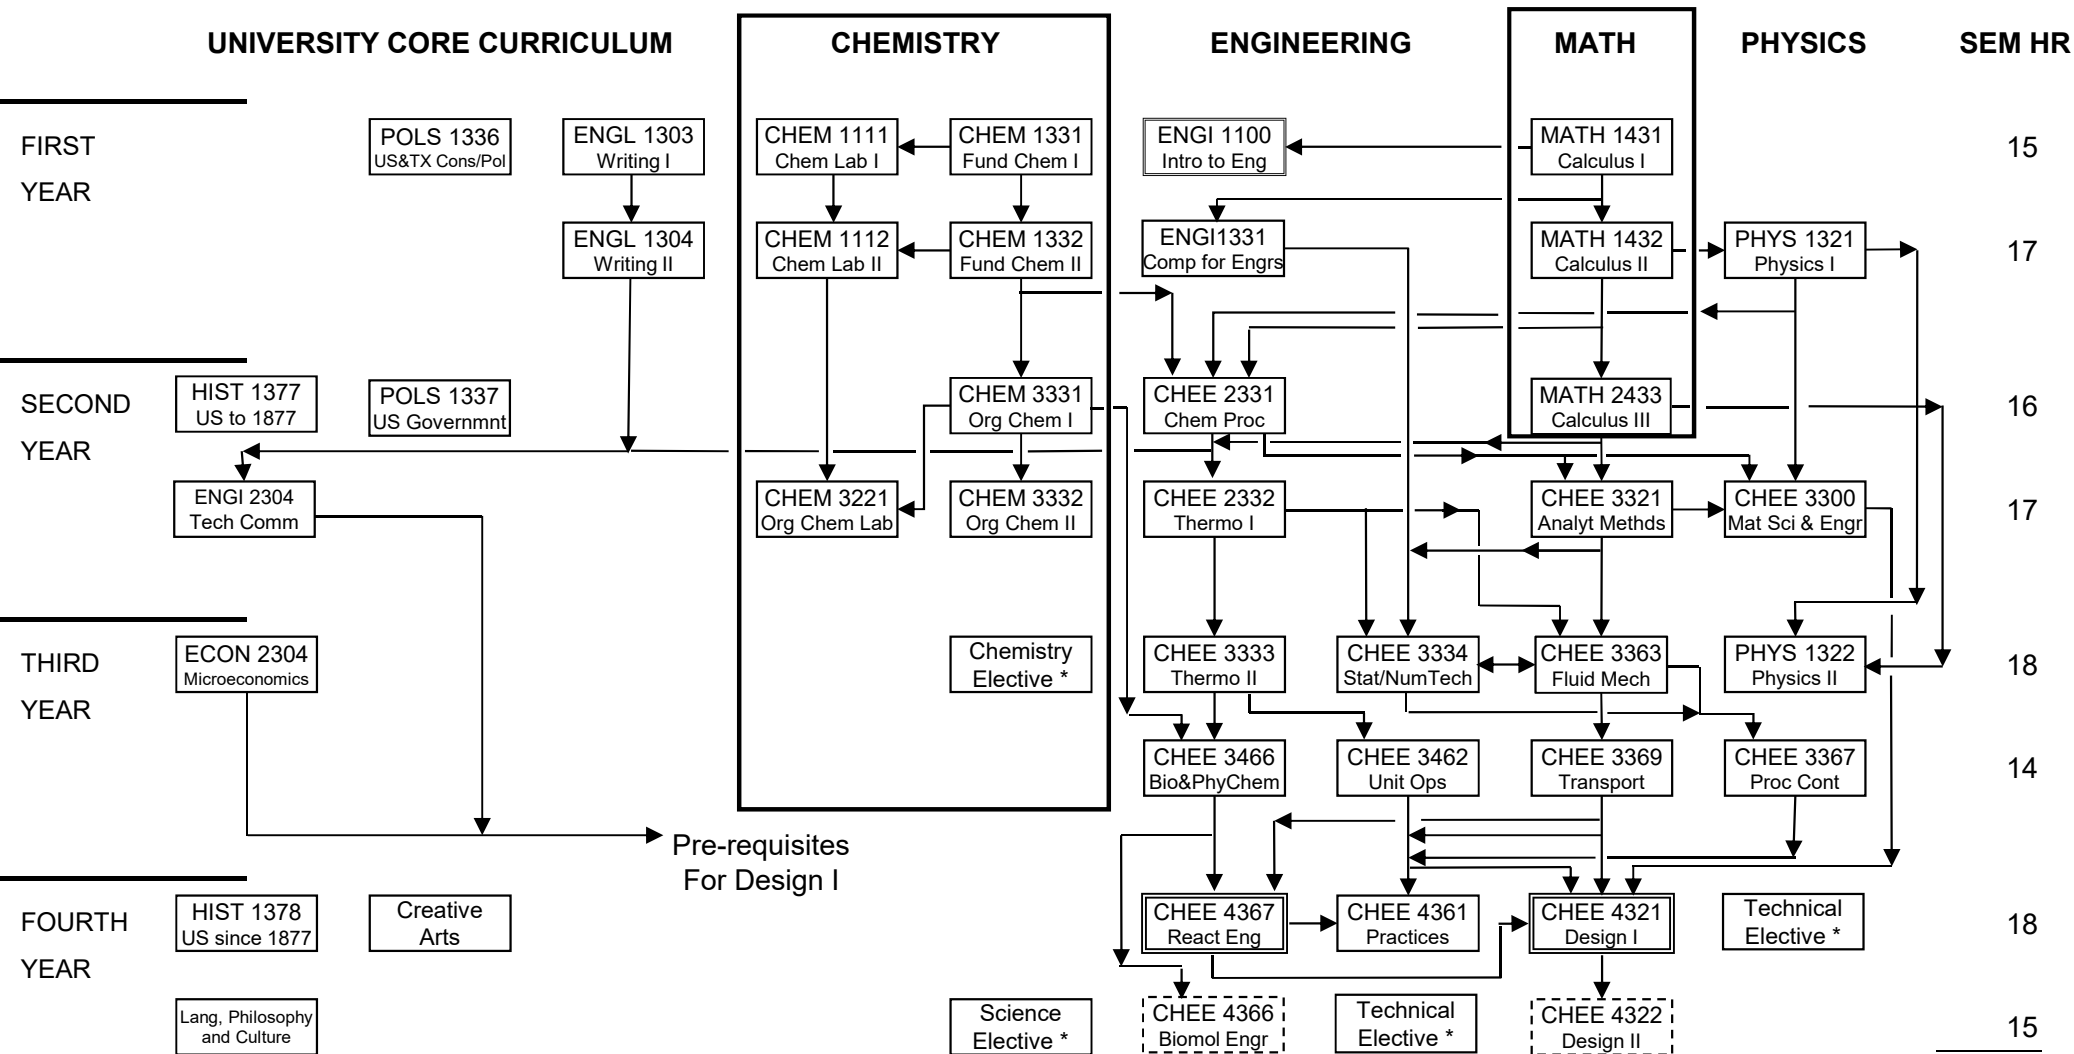 UNIVERSITY CORE CURRICULUM
CHEMISTRY
ENGINEERING
MATH
PHYSICS
SEM HR
FIRST
YEAR
POLS 1336
US&TX Cons/Pol
ENGL 1303
Writing I
CHEM 1111
Chem Lab I
CHEM 1331
Fund Chem I
ENGI 1100
Intro to Eng
MATH 1431
Calculus I
15
ENGL 1304
Writing II
CHEM 1112
Chem Lab II
CHEM 1332
Fund Chem II
ENGI1331
Comp for Engrs
MATH 1432
Calculus II
PHYS 1321
Physics I
17
SECOND
YEAR
HIST 1377
US to 1877
POLS 1337
US Governmnt
CHEM 3331
Org Chem I
CHEE 2331
Chem Proc
MATH 2433
Calculus III
16
ENGI 2304
Tech Comm
CHEM 3221
Org Chem Lab
CHEM 3332
Org Chem II
CHEE 2332
Thermo I
CHEE 3321
Analyt Methds
CHEE 3300
Mat Sci & Engr
17
THIRD
YEAR
ECON 2304
Microeconomics
Chemistry
Elective *
CHEE 3333
Thermo II
CHEE 3334
Stat/NumTech
CHEE 3363
Fluid Mech
PHYS 1322
Physics II
18
CHEE 3466
Bio&PhyChem
CHEE 3462
Unit Ops
CHEE 3369
Transport
CHEE 3367
Proc Cont
14
Pre-requisites
For Design I
FOURTH
YEAR
HIST 1378
US since 1877
Creative
Arts
CHEE 4367
React Eng
CHEE 4361
Practices
CHEE 4321
Design I
Technical
Elective *
18
Lang, Philosophy
and Culture
Science
Elective *
CHEE 4366
Biomol Engr
Technical
Elective *
CHEE 4322
Design II
15